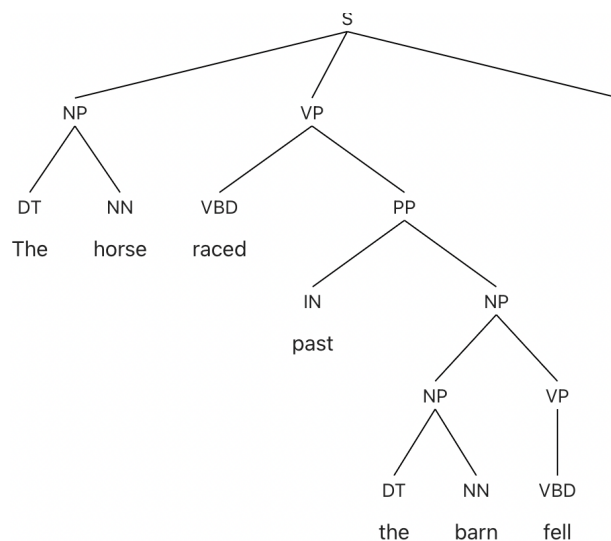 S
NP VP
DT NN VBD PP
The horse raced
IN NP
past
NP VP
DT NN VBD
the barn fell